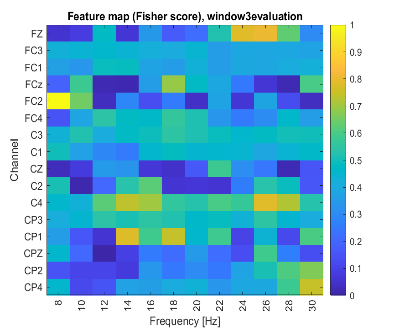 Feature map (Fisher score), window3evaluation
Channel
FZ
FC3
FC1
FCz
FC2
FC4
C3
C1
CZ
C2
C4
CP3
CP1
CPZ
CP2
CP4
8 10 12 14 16 18 20 22 24 26 28 30
Frequency [Hz]
1
0.9
0.8
0.7
0.6
0.5
0.4
0.3
0.2
0.1
0